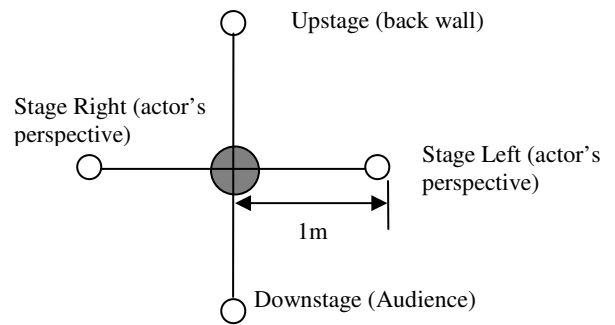 Upstage (back wall)
Stage Right (actor's
perspective)
Stage Left (actor's
perspective)
1m
Downstage (Audience)